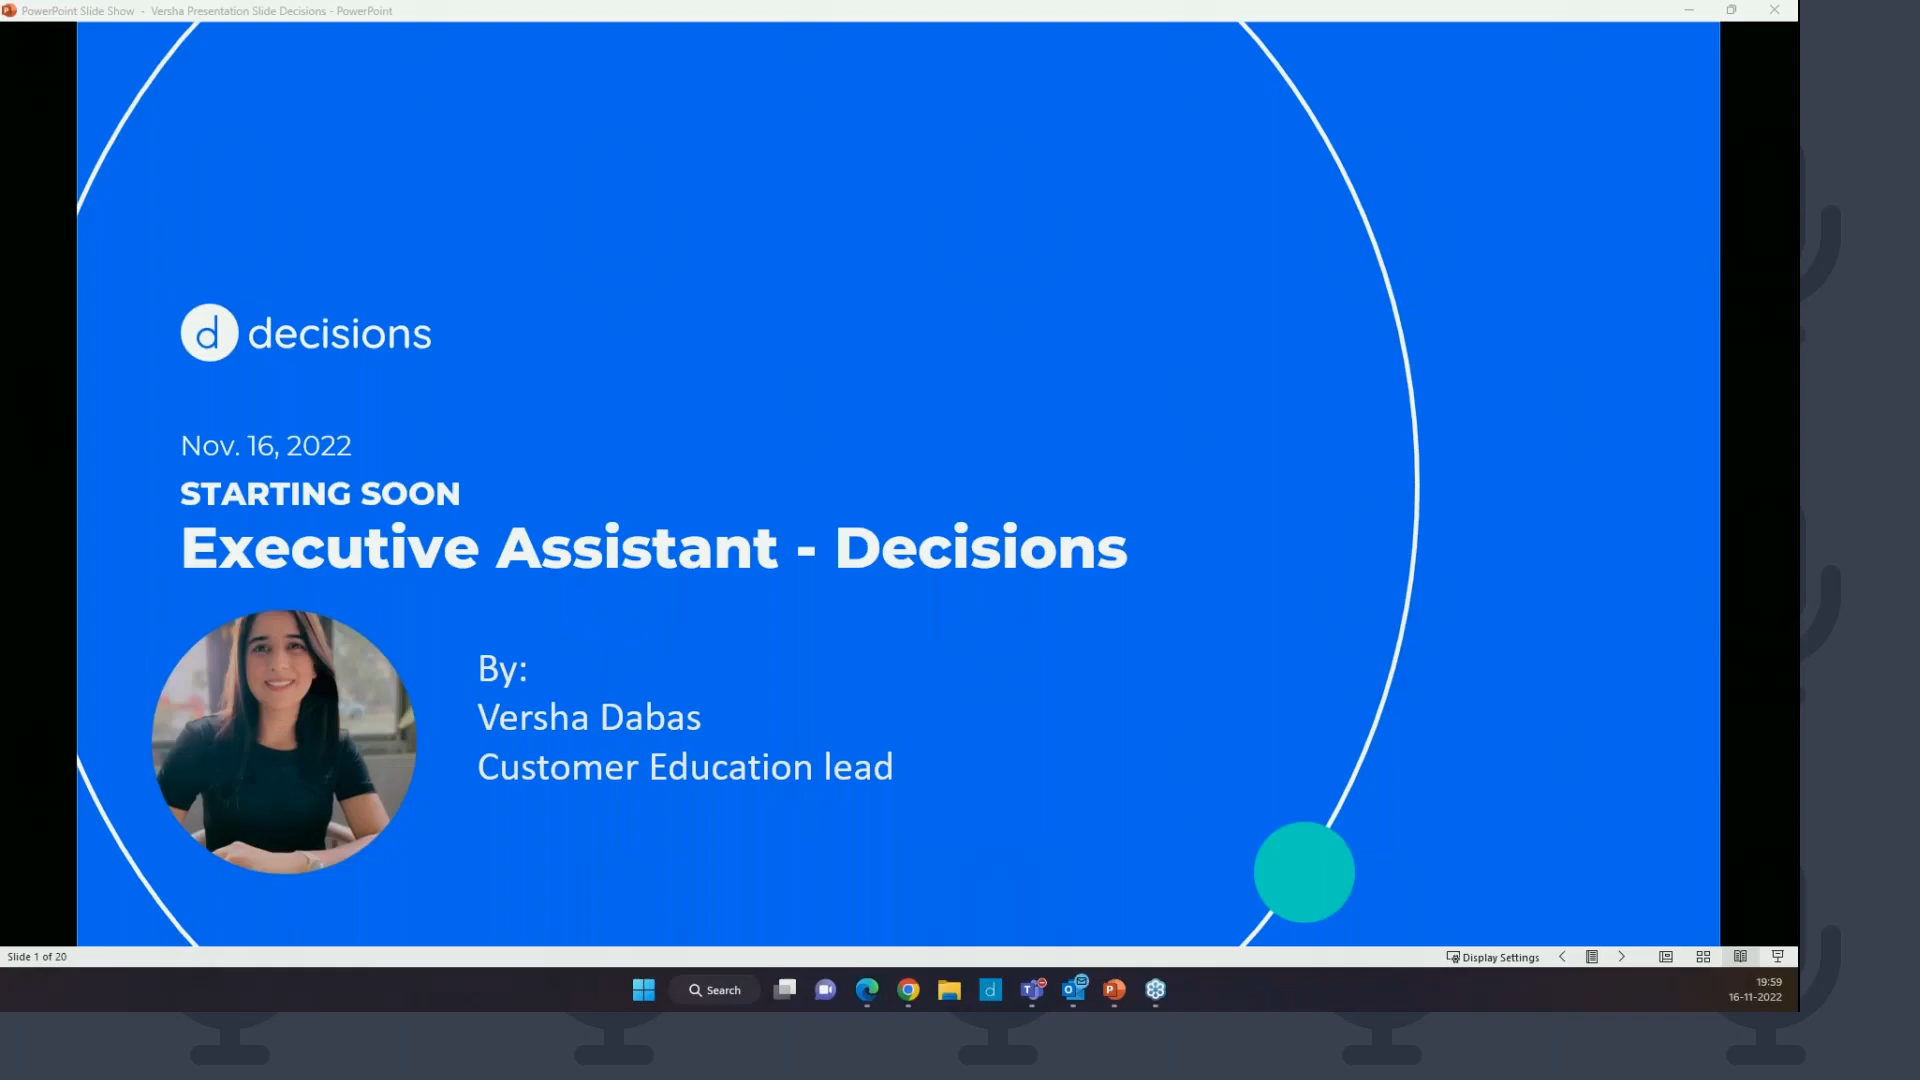 PowerPoint Slide Show - Versha Presentation Slide Decisions - PowerPoint
d decisions
Nov. 16, 2022
STARTING SOON
Executive Assistant - Decisions
By:
Versha Dabas
Customer Education lead
Slide 1 of 20
Display Settings
Search
19:59
16-11-2022